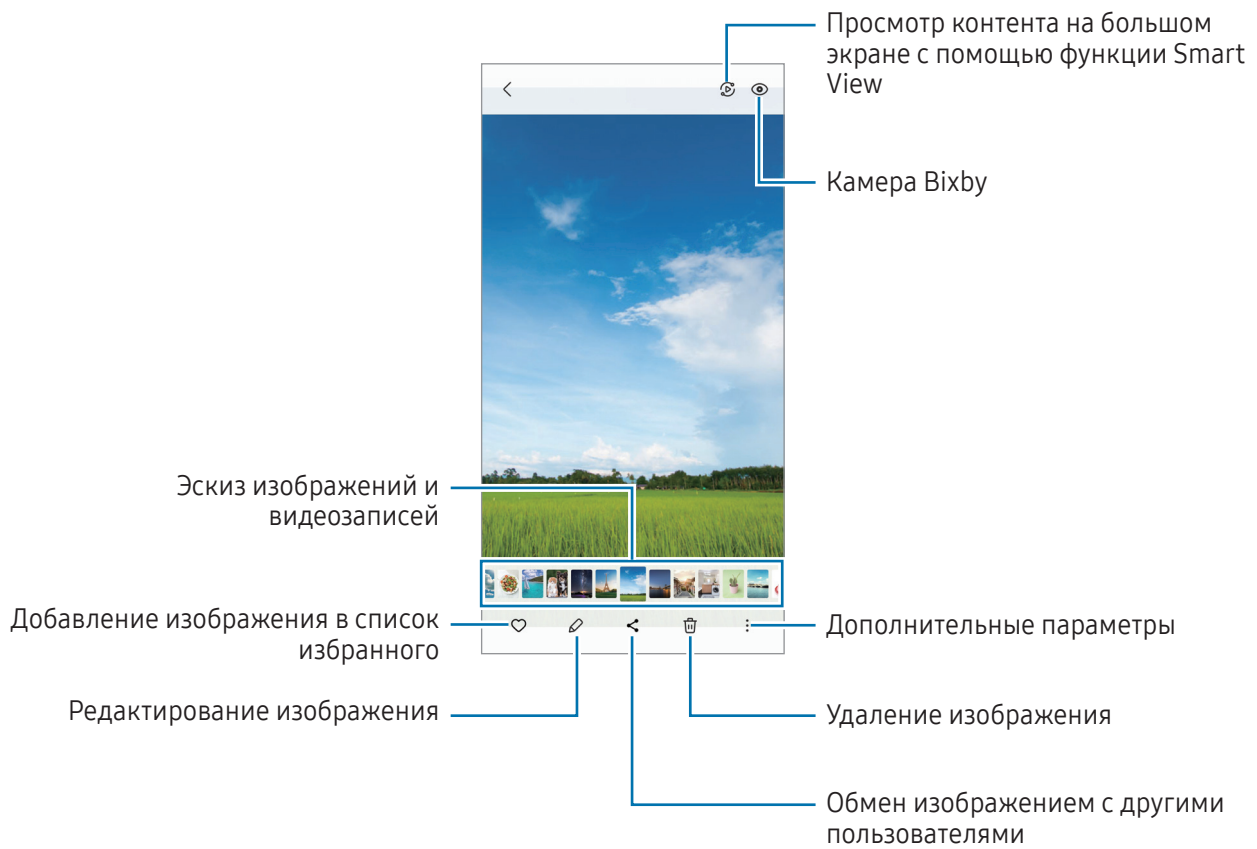 Просмотр контента на большом
экране с помощью функции Smart
View
Камера Bixby
Эскиз изображений и
видеозаписей
Добавление изображения в список
избранного
Дополнительные параметры
Редактирование изображения
Удаление изображения
Обмен изображением с другими
пользователями